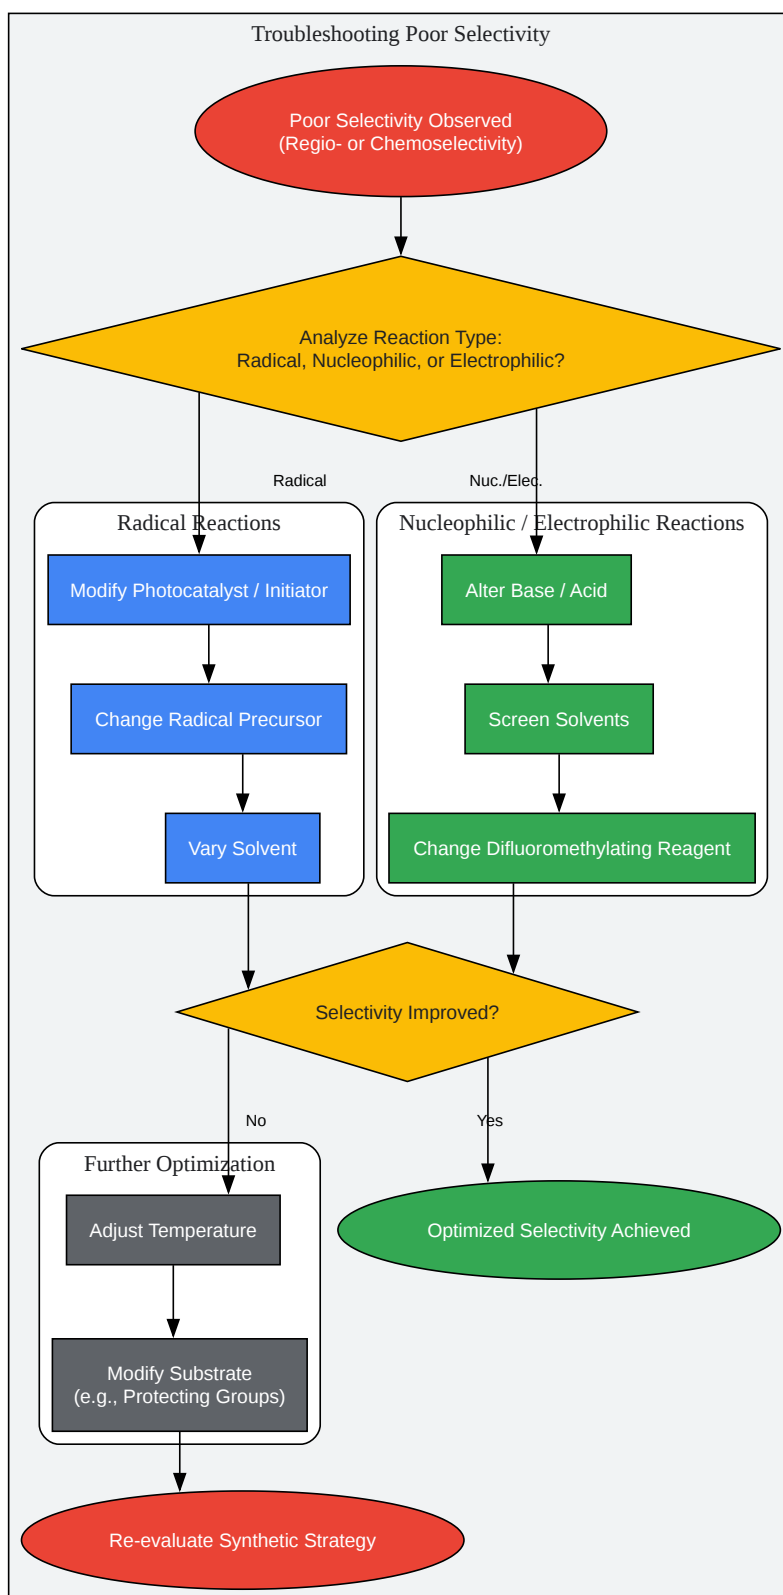 Troubleshooting Poor Selectivity
Poor Selectivity Observed
(Regio- or Chemoselectivity)
Analyze Reaction Type:
Radical, Nucleophilic, or Electrophilic?
Radical
Nuc./Elec.
Radical Reactions
Nucleophilic / Electrophilic Reactions
Modify Photocatalyst / Initiator
Alter Base / Acid
Change Radical Precursor
Screen Solvents
Vary Solvent
Change Difluoromethylating Reagent
Selectivity Improved?
No
Yes
Further Optimization
Adjust Temperature
Optimized Selectivity Achieved
Modify Substrate
(e.g., Protecting Groups)
Re-evaluate Synthetic Strategy